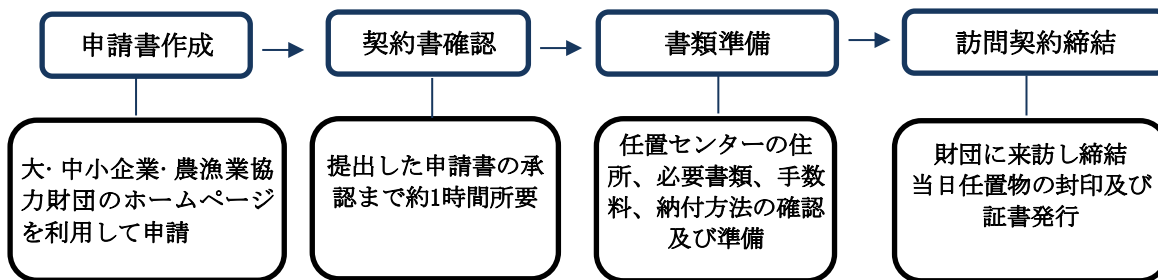 申請書作成
契約書確認
書類準備
訪問契約締結
大·中小企業·農漁業協
力財団のホームページ
を利用して申請
提出した申請書の承
認まで約1時間所要
任置センターの住
所、必要書類、手数
料、納付方法の確認
及び準備
財団に来訪し締結
当日任置物の封印及び
証書発行